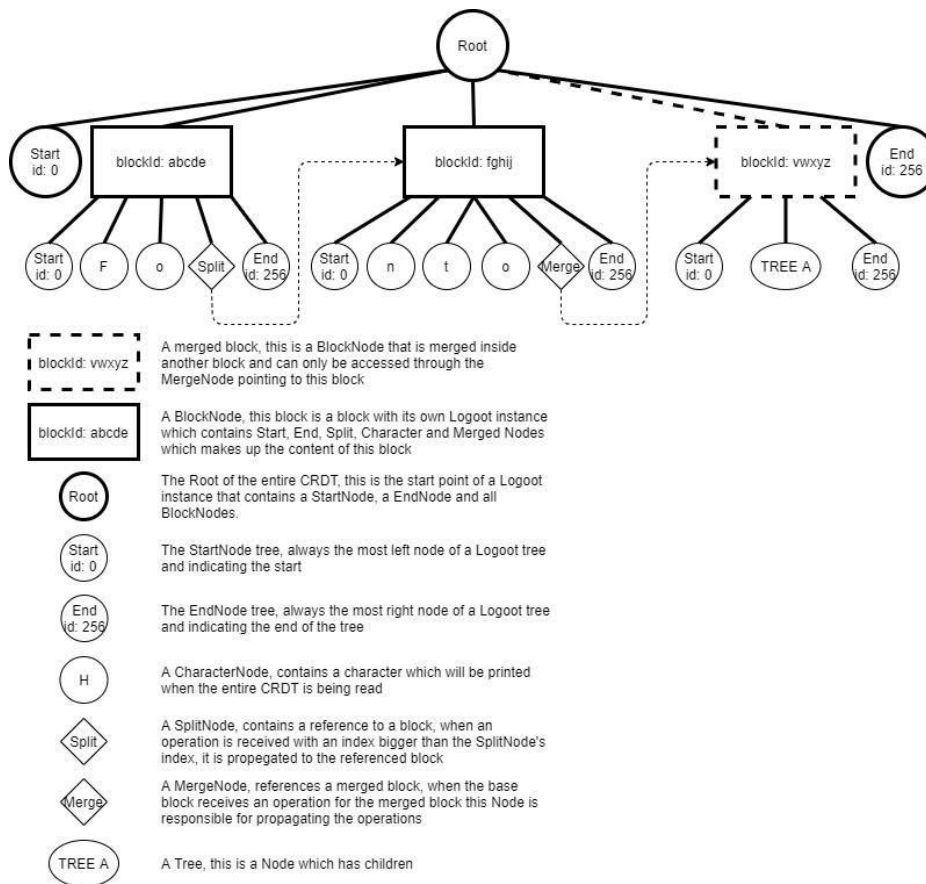 Root
Start
id: 0
blockId: abcde
blockId: fghij
blockId: vwxyz
End
id: 256
Start
id: 0
F
o
Split
End
id: 256
Start
id: 0
n
t
o
Merge
End
id: 256
Start
id: 0
TREE A
End
id: 256
blockId: vwxyz
A merged block, this is a BlockNode that is merged inside
another block and can only be accessed through the
MergeNode pointing to this block
blockId: abcde
A BlockNode, this block is a block with its own Logoot instance
which contains Start, End, Split, Character and Merged Nodes
which makes up the content of this block
Root
The Root of the entire CRDT, this is the start point of a Logoot
instance that contains a StartNode, a EndNode and all
BlockNodes.
Start
id: 0
The StartNode tree, always the most left node of a Logoot tree
and indicating the start
End
id: 256
The EndNode tree, always the most right node of a Logoot tree
and indicating the end of the tree
H
A CharacterNode, contains a character which will be printed
when the entire CRDT is being read
Split
A SplitNode, contains a reference to a block, when an
operation is received with an index bigger than the SplitNode's
index, it is propegated to the referenced block
Merge
A MergeNode, references a merged block, when the base
block receives an operation for the merged block this Node is
responsible for propagating the operations
TREE A
A Tree, this is a Node which has children